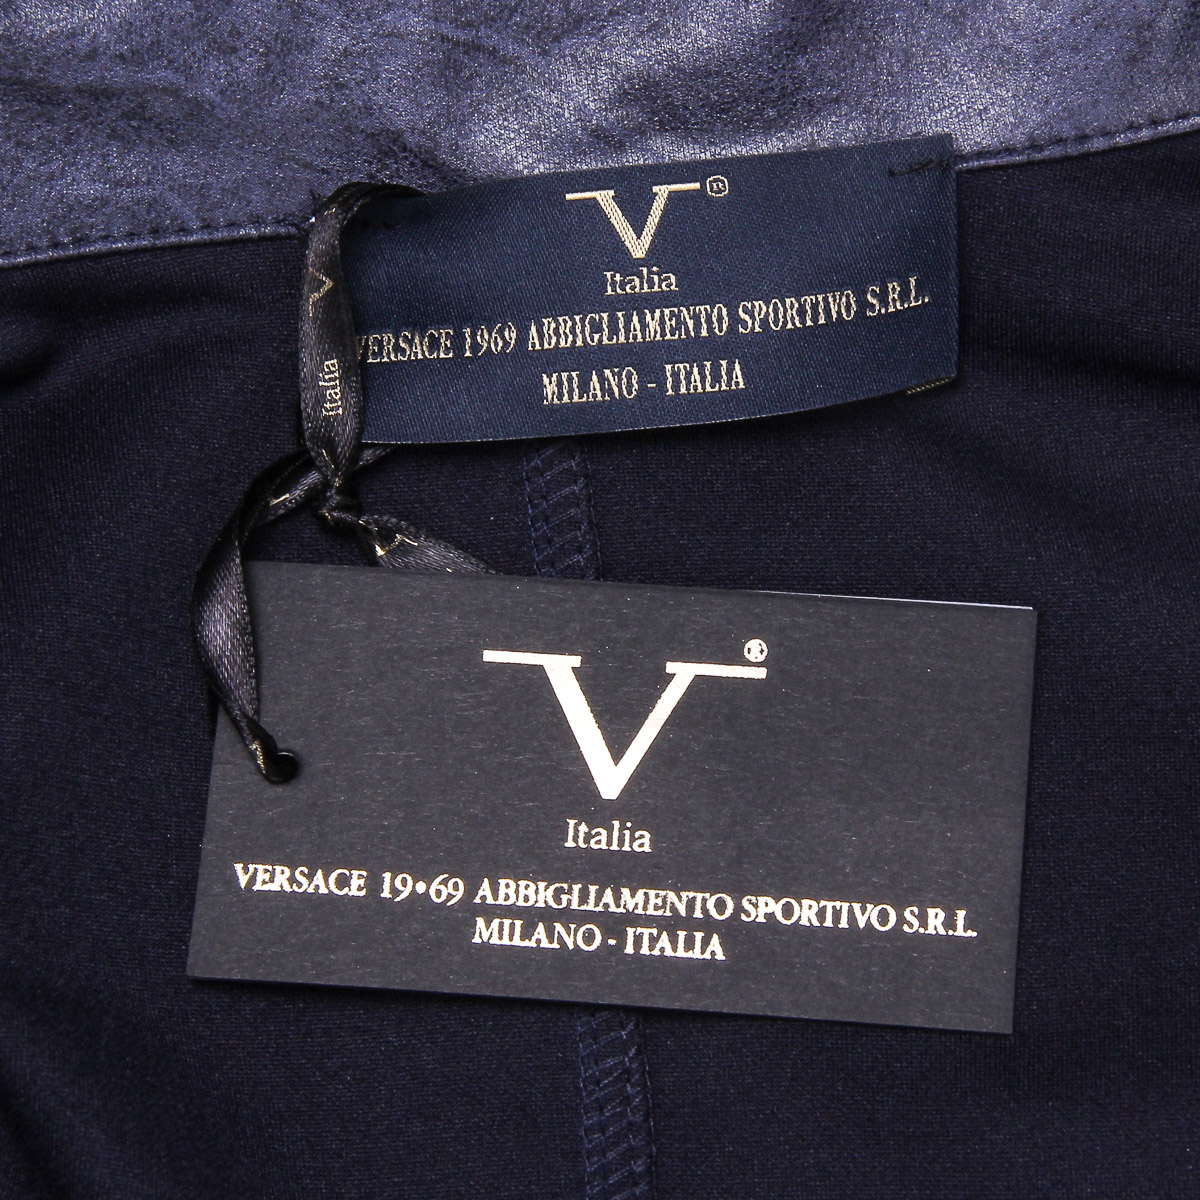 V®
Italia
VERSACE 1969 ABBIGLIAMENTO SPORTIVO S.R.L.
MILANO - ITALIA
V
Italia
V®
Italia
VERSACE 19•69 ABBIGLIAMENTO SPORTIVO S.R.L.
MILANO - ITALIA